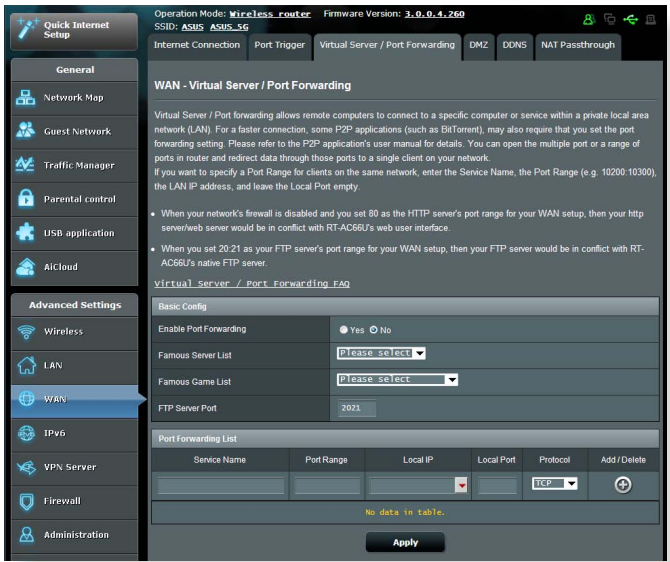 Quick Internet
Setup
Operation Mode: Wireless router Firmware Version: 3.0.0.4.260
SSID: ASUS ASUS_5G
Internet Connection Port Trigger Virtual Server / Port Forwarding DMZ DDNS NAT Passthrough
General
Network Map
Guest Network
Traffic Manager
Parental control
USB application
AiCloud
Advanced Settings
Wireless
LAN
WAN
IPv6
VPN Server
Firewall
Administration
WAN - Virtual Server / Port Forwarding
Virtual Server / Port forwarding allows remote computers to connect to a specific computer or service within a private local area
network (LAN). For a faster connection, some P2P applications (such as BitTorrent), may also require that you set the port
forwarding setting. Please refer to the P2P application's user manual for details. You can open the multiple port or a range of
ports in router and redirect data through those ports to a single client on your network.
If you want to specify a Port Range for clients on the same network, enter the Service Name, the Port Range (e.g. 10200:10300),
the LAN IP address, and leave the Local Port empty.
• When your network's firewall is disabled and you set 80 as the HTTP server's port range for your WAN setup, then your http
server/web server would be in conflict with RT-AC66U's web user interface.
• When you set 20:21 as your FTP server's port range for your WAN setup, then your FTP server would be in conflict with RT-
AC66U's native FTP server.
Virtual Server / Port Forwarding FAQ
Basic Config
Enable Port Forwarding Yes No
Famous Server List Please select
Famous Game List Please select
FTP Server Port 2021
Port Forwarding List
Service Name Port Range Local IP Local Port Protocol Add / Delete
TCP
No data in table.
Apply